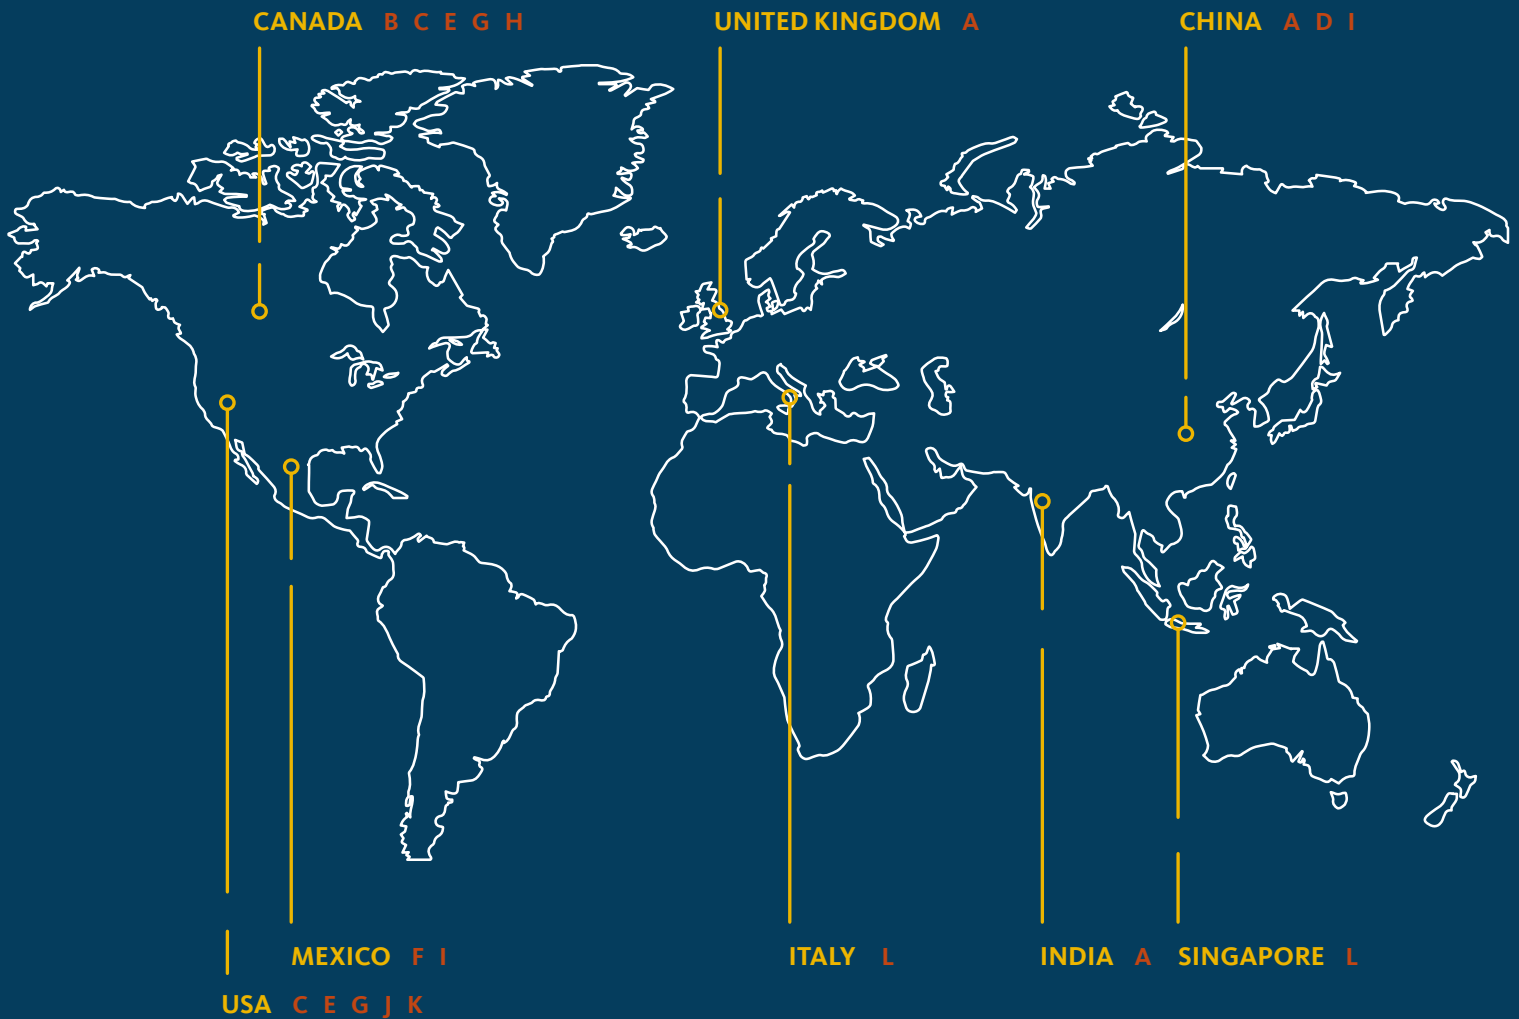 CANADA B C E G H
UNITED KINGDOM A
CHINA A D I
MEXICO F I
ITALY L
INDIA A
SINGAPORE L
USA C E G J K